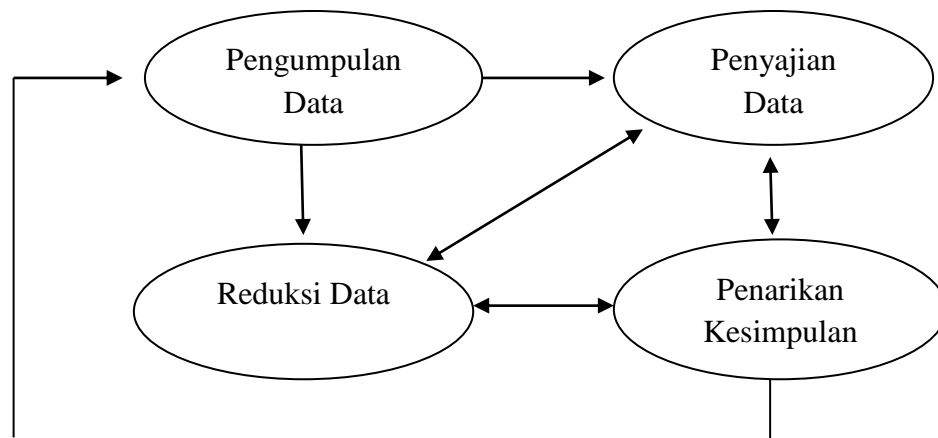 Pengumpulan
Data
Penyajian
Data
Reduksi Data
Penarikan
Kesimpulan